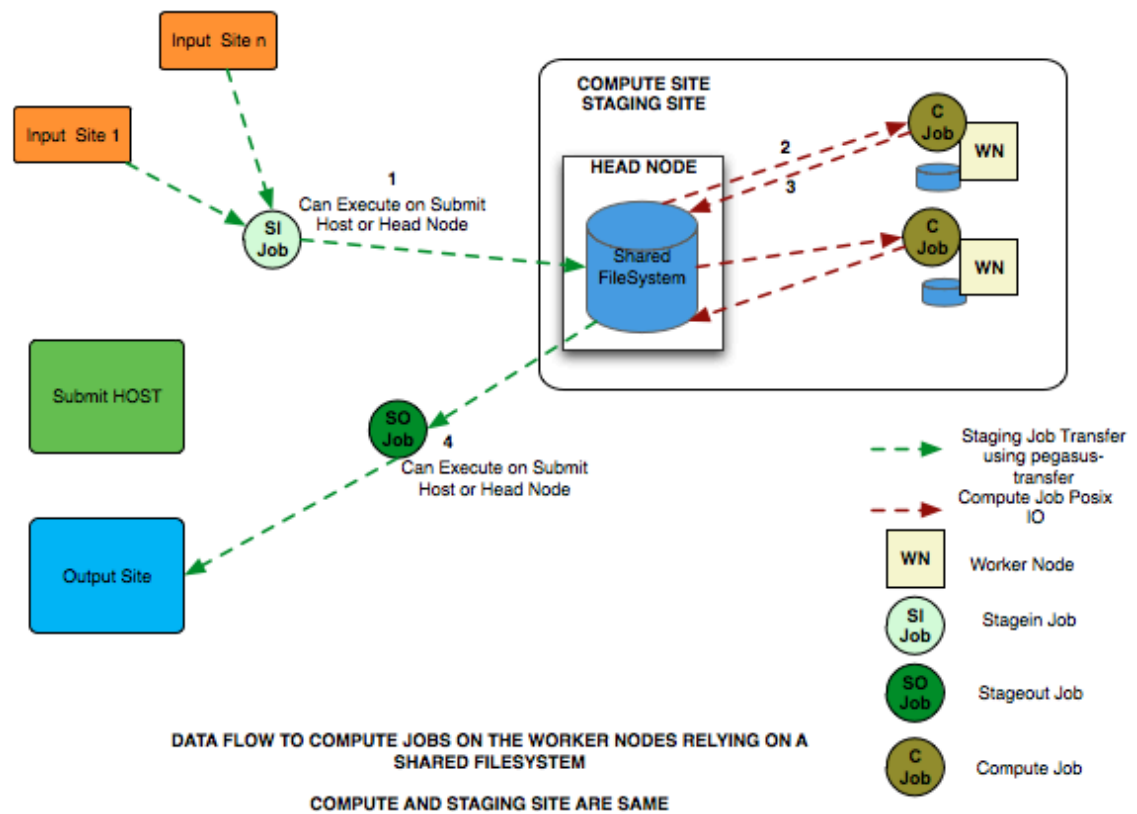 Input  Site n
Input  Site 1
COMPUTE SITE
STAGING SITE
1
Can Execute on Submit
Host or Head Node
SI
Job
HEAD NODE
Shared
FileSystem
2
3
C
Job
WN
C
Job
WN
Submit HOST
SO
Job
4
Can Execute on Submit
Host or Head Node
Output Site
Staging Job Transfer
using pegasus-
transfer
Compute Job Posix
IO
WN
Worker Node
SI
Job
Stagein Job
SO
Job
Stageout Job
C
Job
Compute Job
DATA FLOW TO COMPUTE JOBS ON THE WORKER NODES RELYING ON A
SHARED FILESYSTEM
COMPUTE AND STAGING SITE ARE SAME